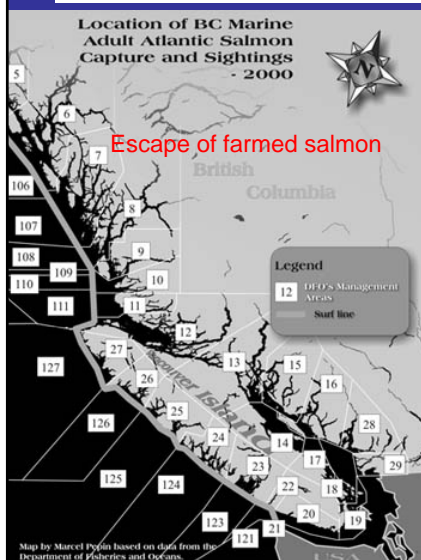 Location of BC Marine
Adult Atlantic Salmon
Capture and Sightings
- 2000
N
5
6
Escape of farmed salmon
7
British
106
Columbia
8
107
9
108
109
10
110
Legend
12 DFO's Management
Areas
Surf line
111
11
12
27
13
15
127
26
Vancouver Island
16
25
28
126
24
14
17
29
23
125
22
18
124
20
19
123
21
121
Map by Marcel Pepin based on data from the
Department of Fisheries and Oceans.